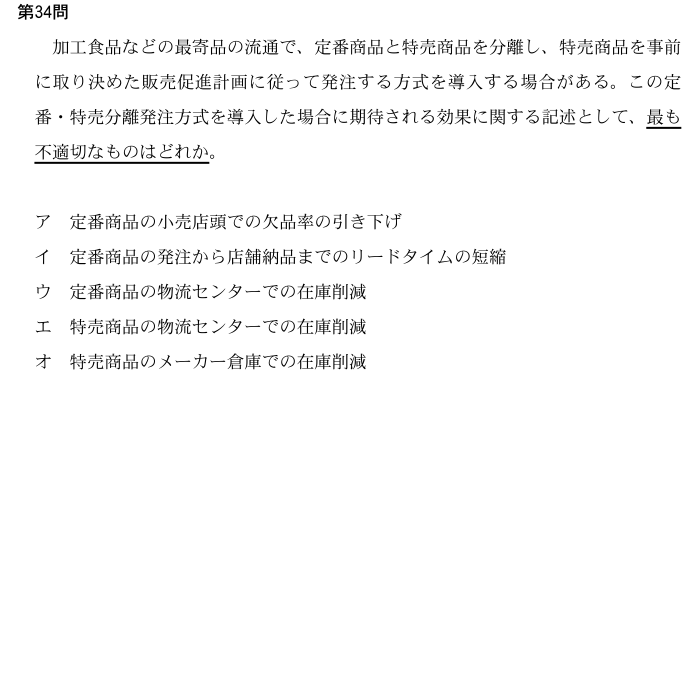 第34問
加工食品などの最寄品の流通で、定番商品と特売商品を分離し、特売商品を事前
に取り決めた販売促進計画に従って発注する方式を導入する場合がある。この定
番・特売分離発注方式を導入した場合に期待される効果に関する記述として、最も
不適切なものはどれか。
ア　定番商品の小売店頭での欠品率の引き下げ
イ　定番商品の発注から店舗納品までのリードタイムの短縮
ウ　定番商品の物流センターでの在庫削減
エ　特売商品の物流センターでの在庫削減
オ　特売商品のメーカー倉庫での在庫削減